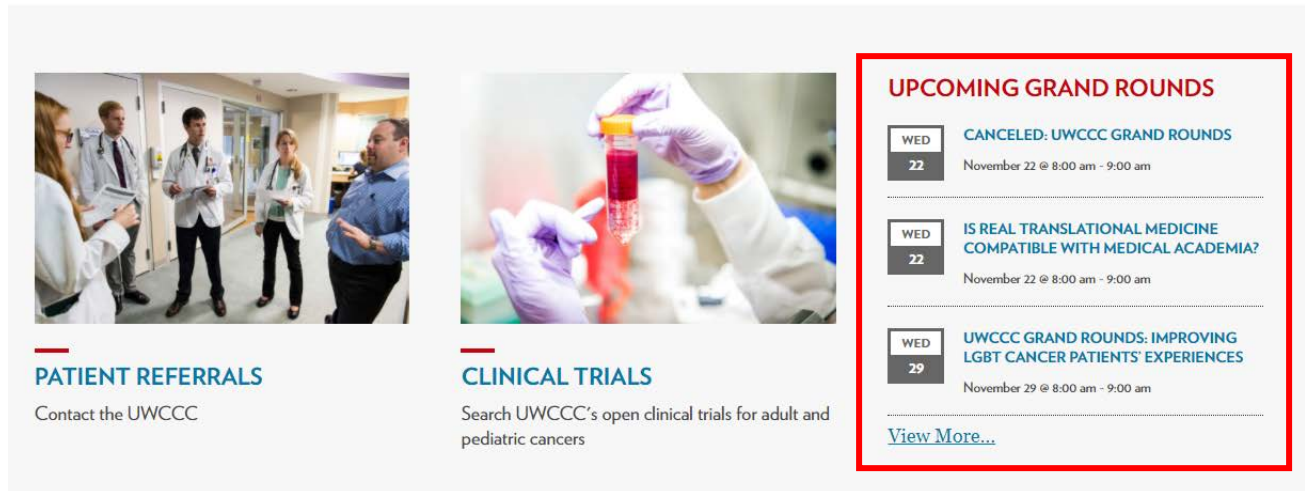 PATIENT REFERRALS
Contact the UWCCC
CLINICAL TRIALS
Search UWCCC's open clinical trials for adult and
pediatric cancers
UPCOMING GRAND ROUNDS
WED
22
CANCELED: UWCCC GRAND ROUNDS
November 22 @ 8:00 am - 9:00 am
WED
22
IS REAL TRANSLATIONAL MEDICINE
COMPATIBLE WITH MEDICAL ACADEMIA?
November 22 @ 8:00 am - 9:00 am
WED
29
UWCCC GRAND ROUNDS: IMPROVING
LGBT CANCER PATIENTS' EXPERIENCES
November 29 @ 8:00 am - 9:00 am
View More...